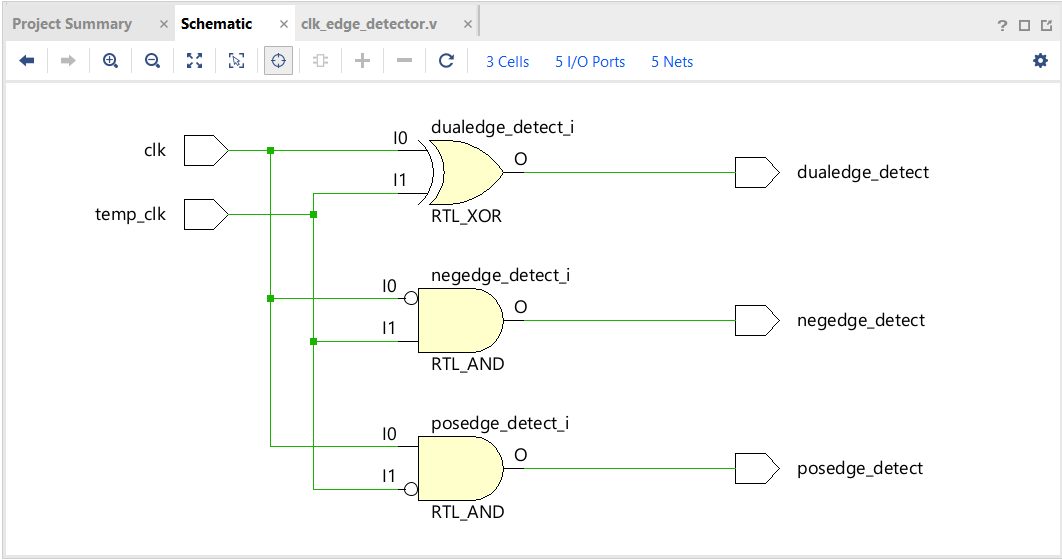 Project Summary × Schematic × clk_edge_detector.v ×
?
3 Cells 5 I/O Ports 5 Nets
dualedge_detect_i
clk I0 O
I1 dualedge_detect
temp_clk RTL_XOR
negedge_detect_i
I0 O
I1 negedge_detect
RTL_AND
posedge_detect_i
I0 O
I1 posedge_detect
RTL_AND